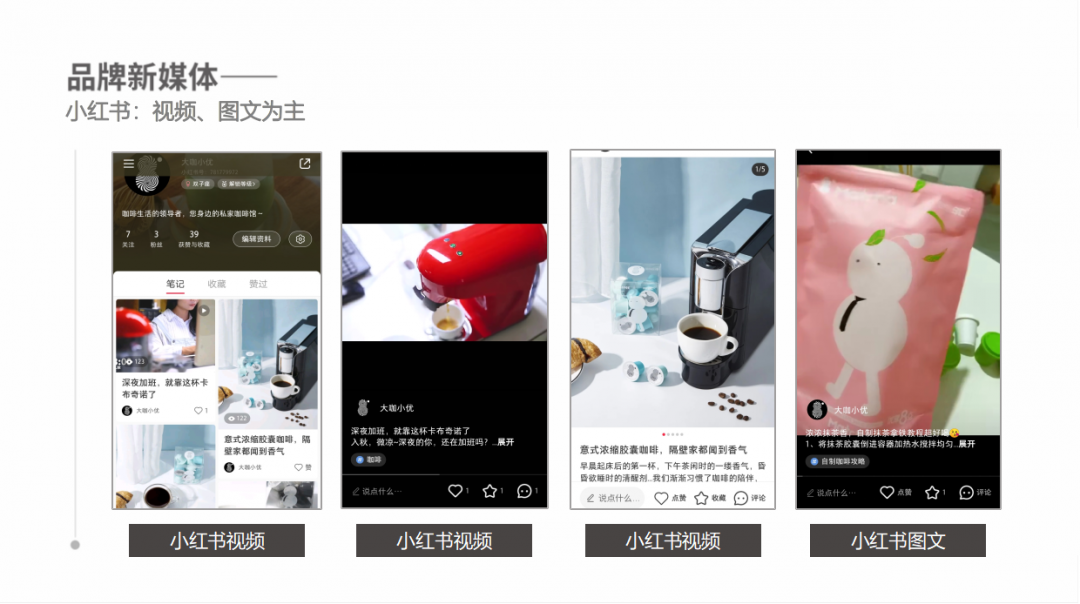 品牌新媒体——
小红书：视频、图文为主
大咖小优
双子座
解锁等级>
咖啡生活的领导者，您身边的私家咖啡馆~
7 3 39
关注 粉丝 获赞与收藏 编辑资料
笔记 收藏 赞过
123
深夜加班，就靠这杯卡
布奇诺了
大咖小优 1
122
意式浓缩胶囊咖啡，隔
壁家都闻到香气
大咖小优 赞
大咖小优
深夜加班，就靠这杯卡布奇诺了
入秋，微凉~深夜的你，还在加班吗？...展开
咖啡
说点什么... 1 1 1
1/5
意式浓缩胶囊咖啡，隔壁家都闻到香气
早晨起床后的第一杯，下午茶闲时的一缕香气，昏
昏欲睡时的清醒剂...我们渐渐习惯了咖啡的陪伴，
说点什么... 点赞 收藏 评论
大咖小优
浓浓抹茶香，自制抹茶拿铁教程超好喝😘
1、将抹茶胶囊倒进容器加热水搅拌均匀...展开
自制咖啡攻略
说点什么... 点赞 1 评论
小红书视频
小红书视频
小红书视频
小红书图文